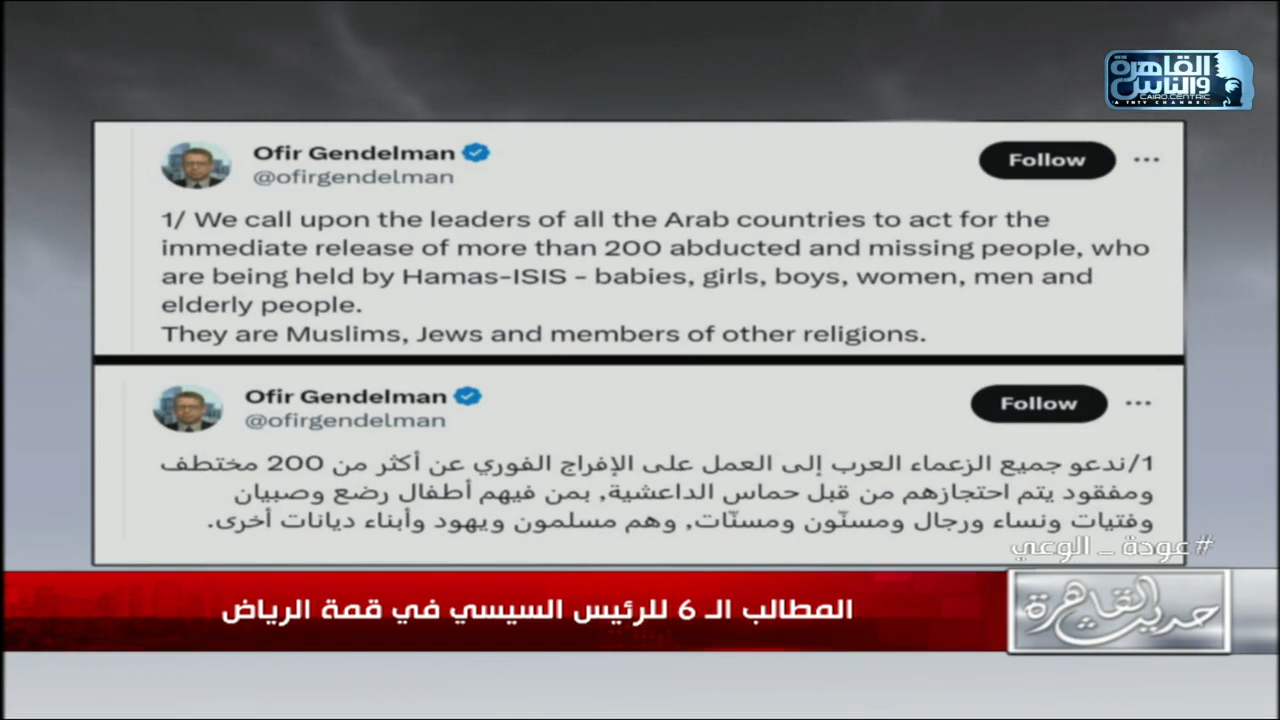 القاهرة
والناس
CAIRO.CENTRIC
A TNTV CHANNEL
Ofir Gendelman
@ofirgendelman
Follow
1/ We call upon the leaders of all the Arab countries to act for the
immediate release of more than 200 abducted and missing people, who
are being held by Hamas-ISIS - babies, girls, boys, women, men and
elderly people.
They are Muslims, Jews and members of other religions.
Ofir Gendelman
@ofirgendelman
Follow
1/ندعو جميع الزعماء العرب إلى العمل على الإفراج الفوري عن أكثر من 200 مختطف
ومفقود يتم احتجازهم من قبل حماس الداعشية, بمن فيهم أطفال رضع وصبيان
وفتيات ونساء ورجال ومسنّون ومسنّات, وهم مسلمون ويهود وأبناء ديانات أخرى.
#عودة_الوعي
المطالب الـ 6 للرئيس السيسي في قمة الرياض
حديث القاهرة